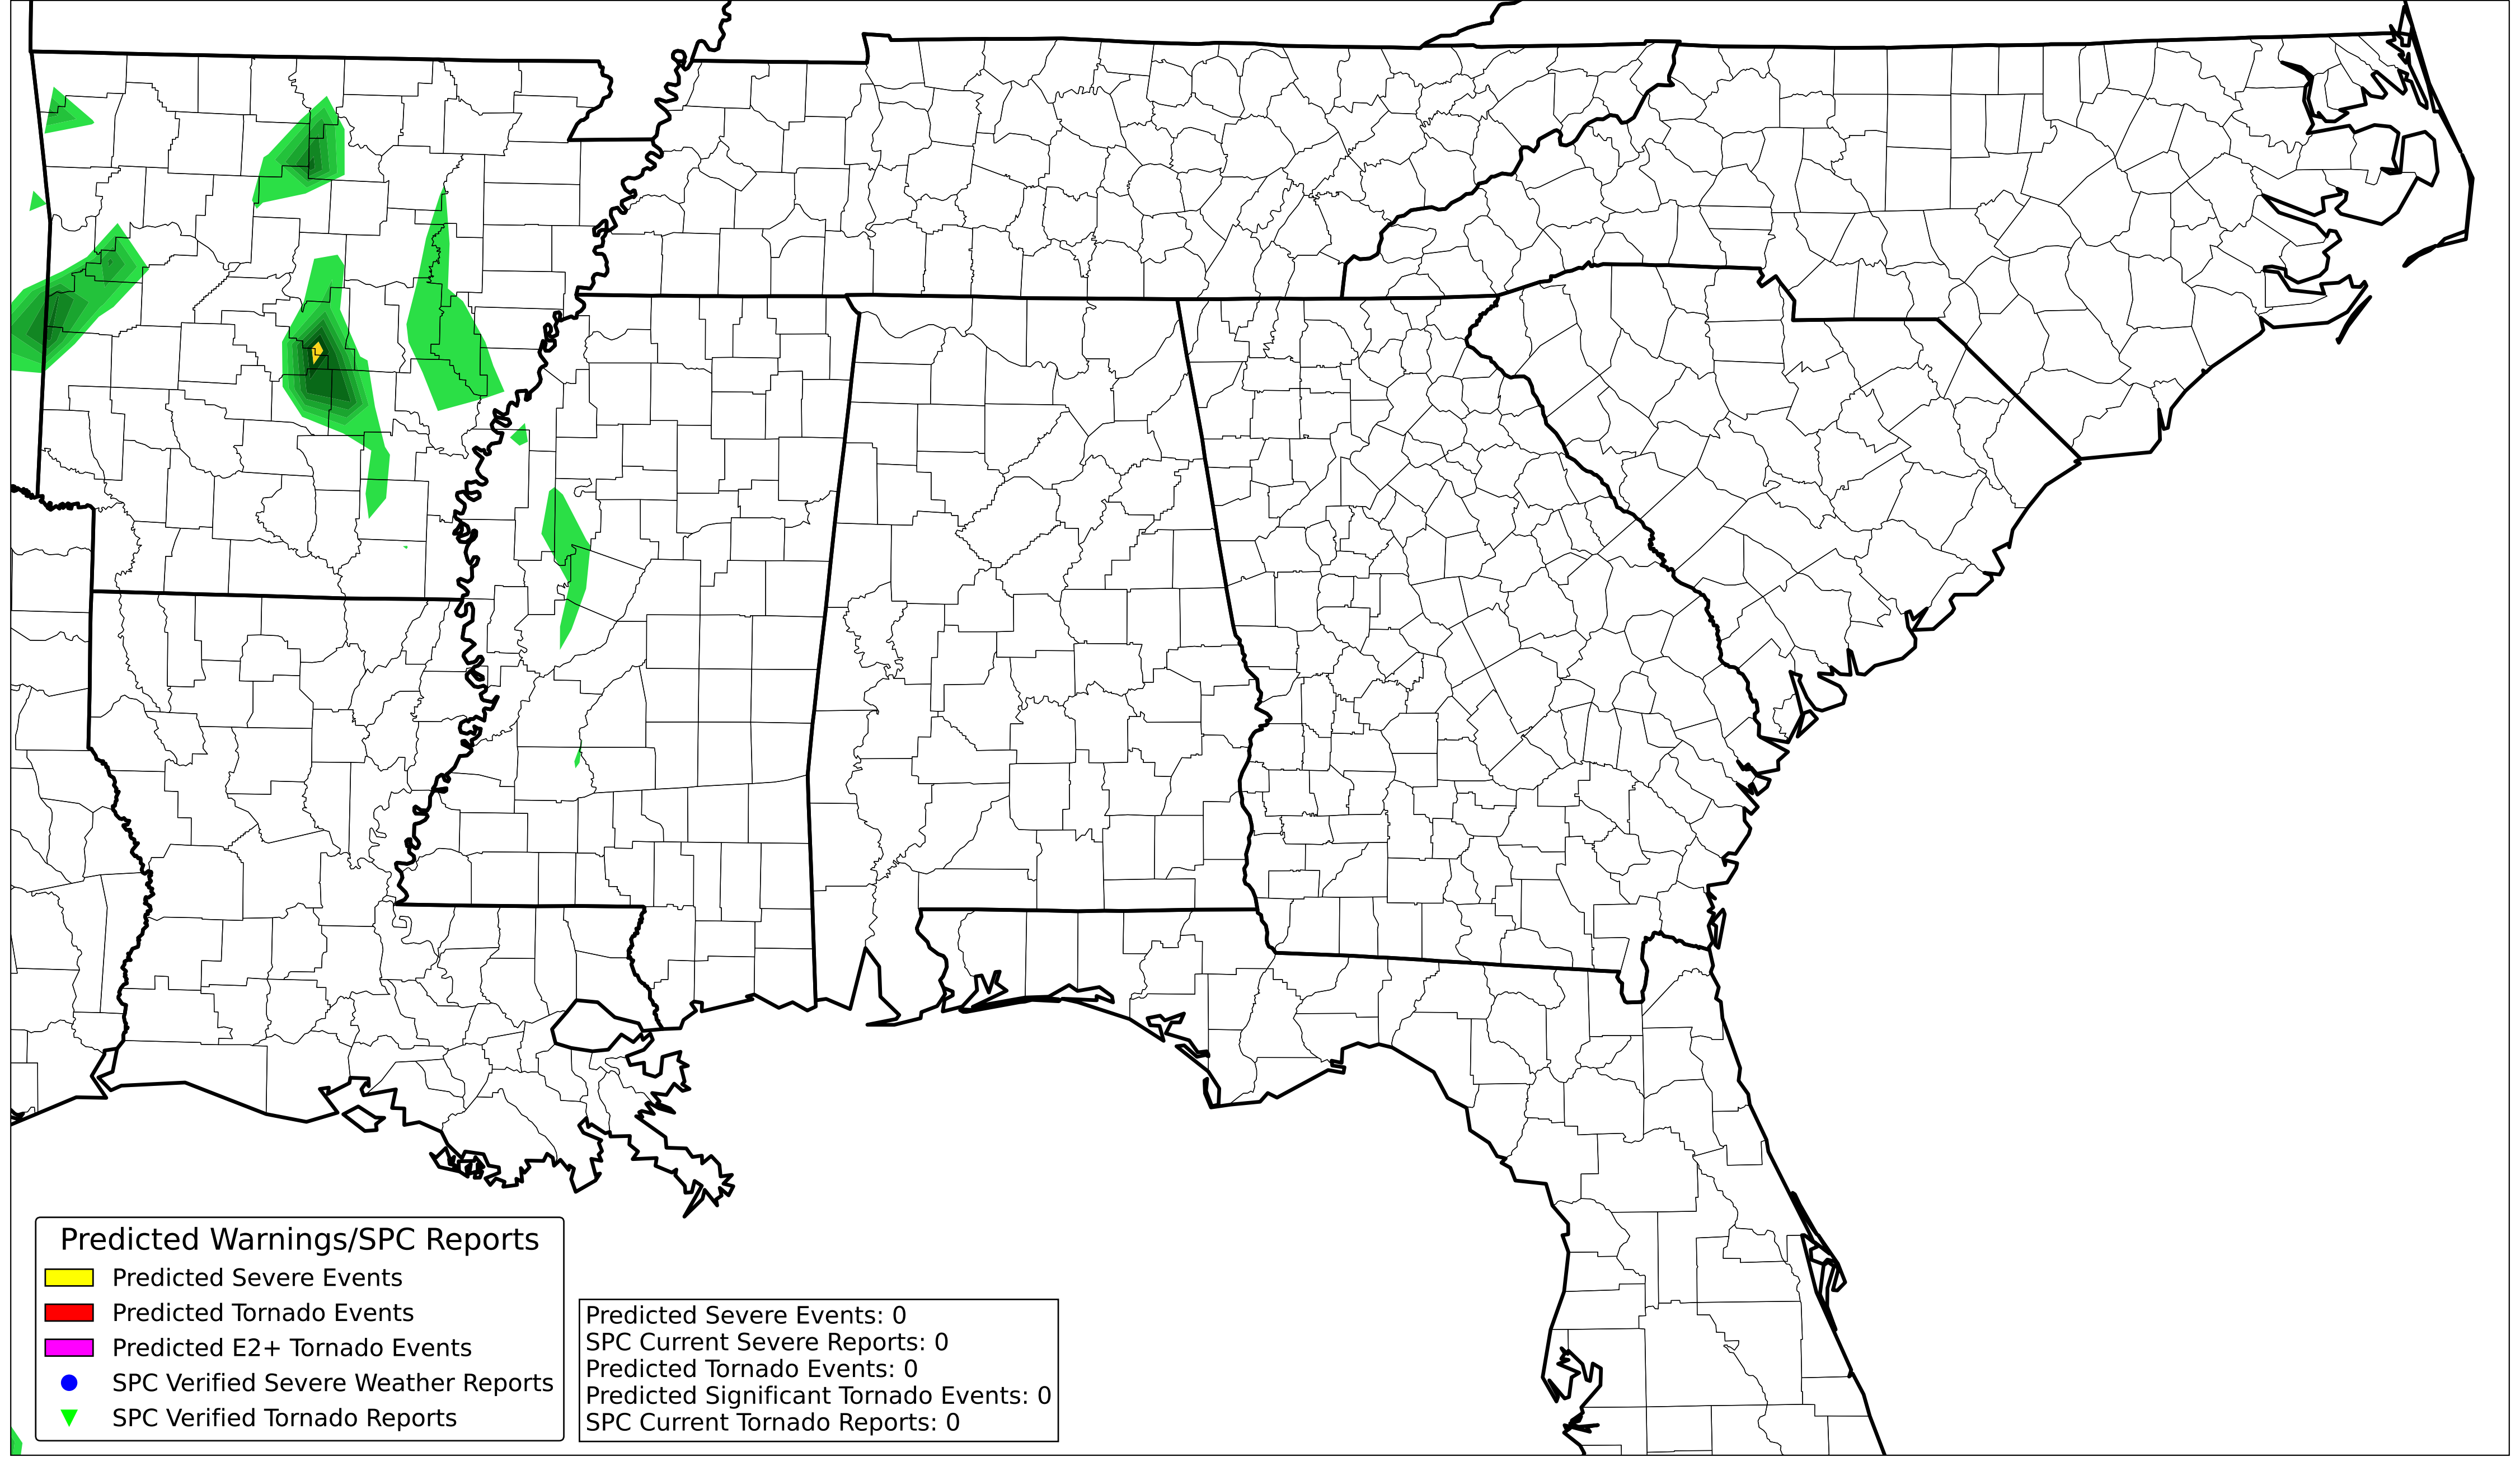 Predicted Warnings/SPC Reports
Predicted Severe Events
Predicted Tornado Events
Predicted E2+ Tornado Events
SPC Verified Severe Weather Reports
SPC Verified Tornado Reports
Predicted Severe Events: 0
SPC Current Severe Reports: 0
Predicted Tornado Events: 0
Predicted Significant Tornado Events: 0
SPC Current Tornado Reports: 0